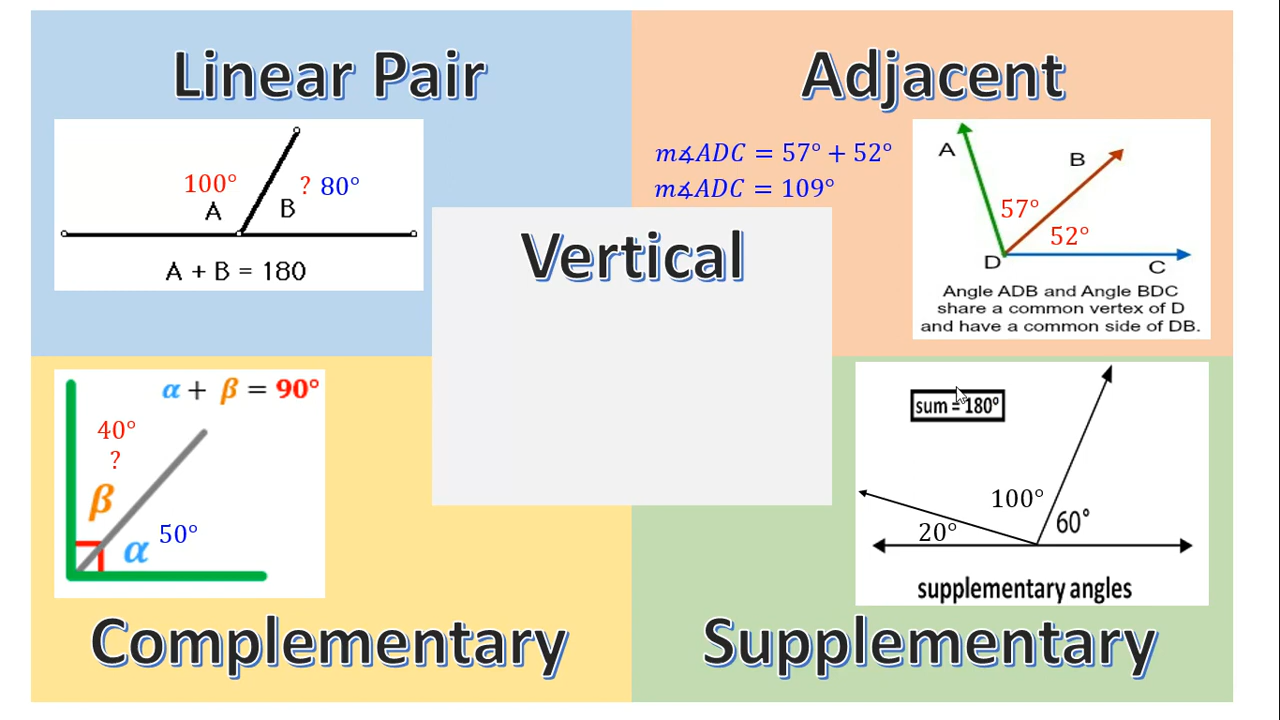 Linear Pair
100°
? 80°
A
B
A + B = 180
Adjacent
m∡ADC = 57° + 52°
m∡ADC = 109°
A
B
57°
52°
D
C
Angle ADB and Angle BDC
share a common vertex of D
and have a common side of DB.
Vertical
α + β = 90°
40°
?
β
α
50°
Complementary
sum = 180°
100°
60°
20°
supplementary angles
Supplementary